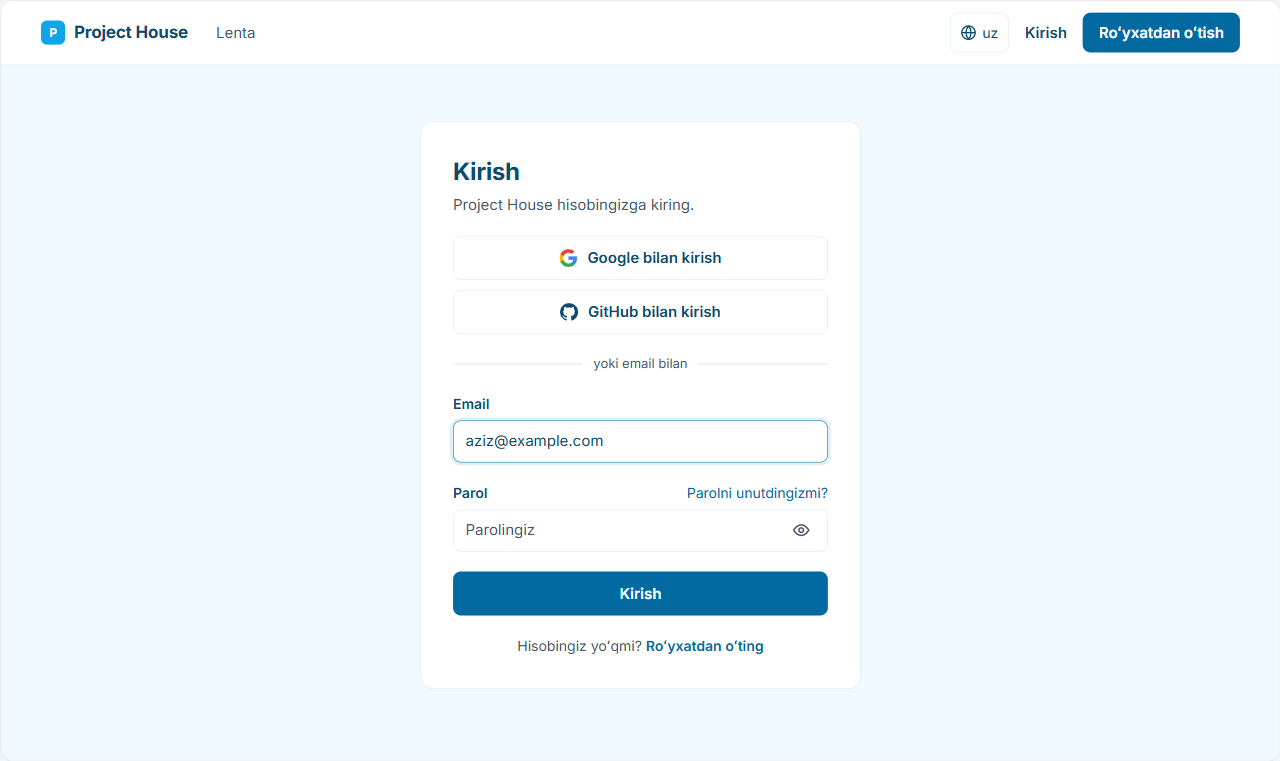 P Project House Lenta uz Kirish Roʻyxatdan oʻtish
Kirish
Project House hisobingizga kiring.
Google bilan kirish
GitHub bilan kirish
yoki email bilan
Email
aziz@example.com
Parol Parolni unutdingizmi?
Parolingiz
Kirish
Hisobingiz yoʻqmi? Roʻyxatdan oʻting